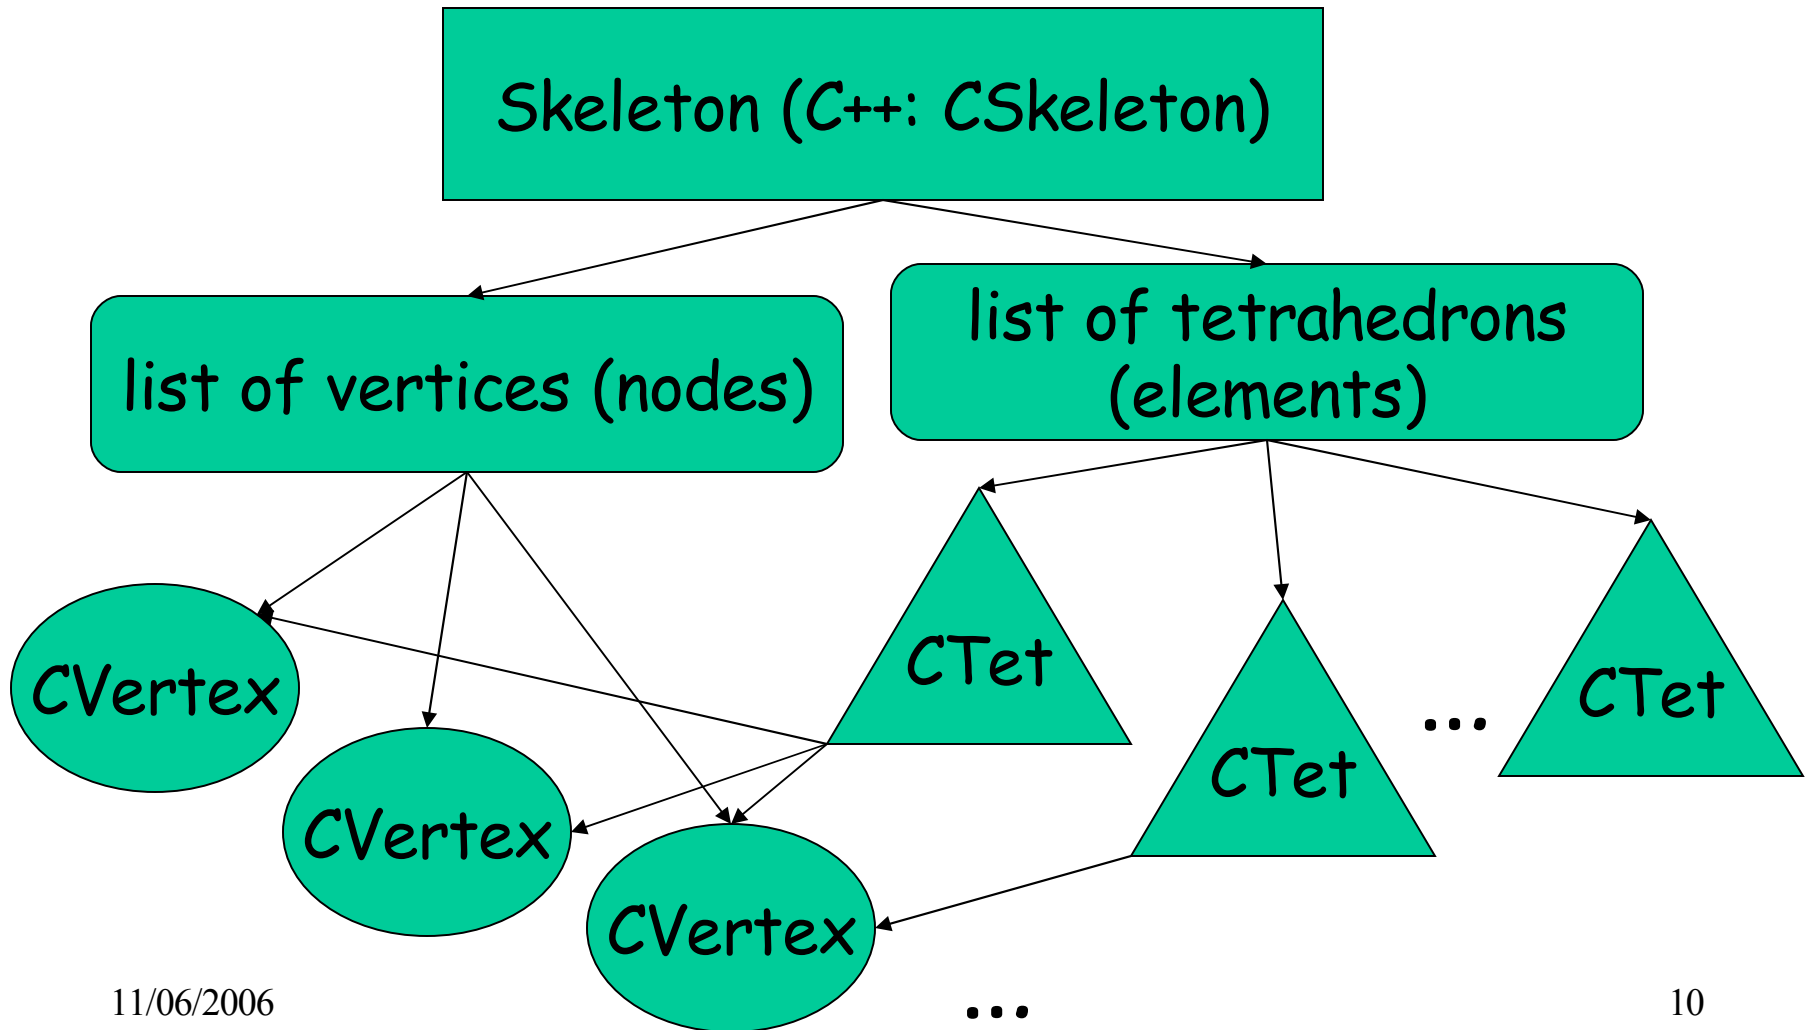 Skeleton (C++: CSkeleton)
list of vertices (nodes)
list of tetrahedrons
(elements)
CVertex
CVertex
CVertex
CTet
CTet
...
CTet
...
11/06/2006
10